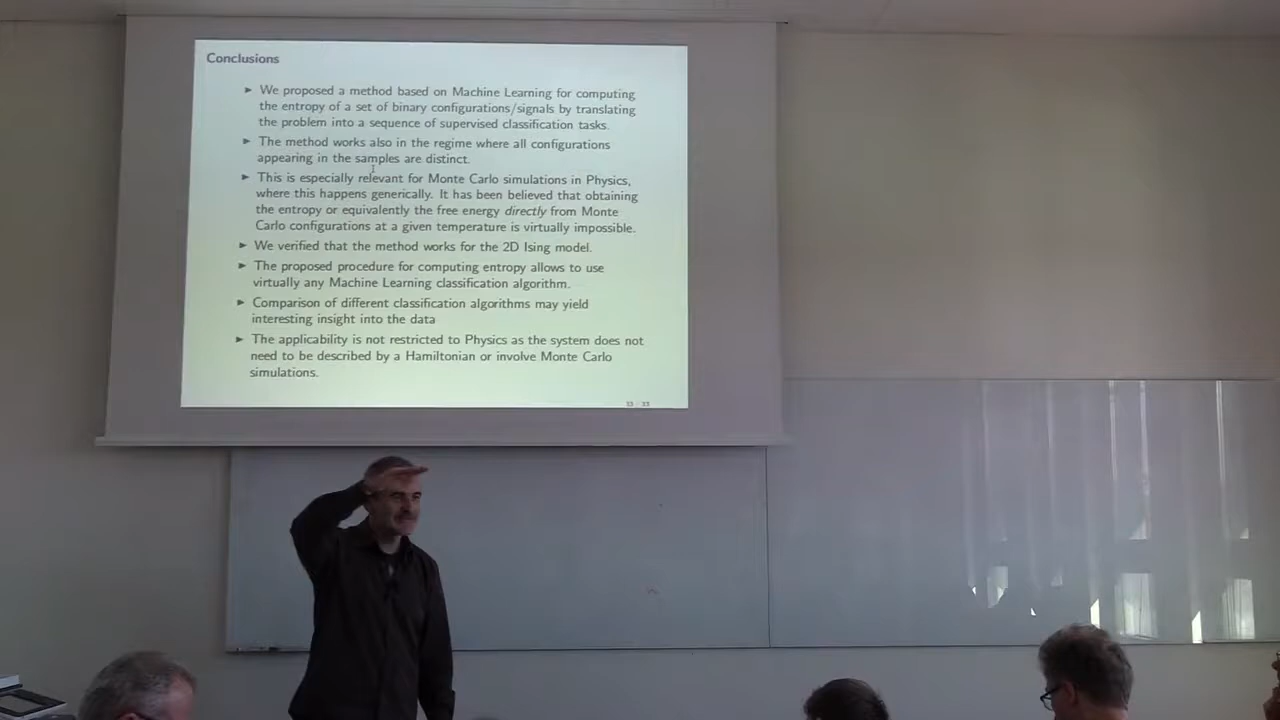 Conclusions
► We proposed a method based on Machine Learning for computing
the entropy of a set of binary configurations/signals by translating
the problem into a sequence of supervised classification tasks.
► The method works also in the regime where all configurations
appearing in the samples are distinct.
► This is especially relevant for Monte Carlo simulations in Physics,
where this happens generically. It has been believed that obtaining
the entropy or equivalently the free energy directly from Monte
Carlo configurations at a given temperature is virtually impossible.
► We verified that the method works for the 2D Ising model.
► The proposed procedure for computing entropy allows to use
virtually any Machine Learning classification algorithm.
► Comparison of different classification algorithms may yield
interesting insight into the data
► The applicability is not restricted to Physics as the system does not
need to be described by a Hamiltonian or involve Monte Carlo
simulations.
33 / 33